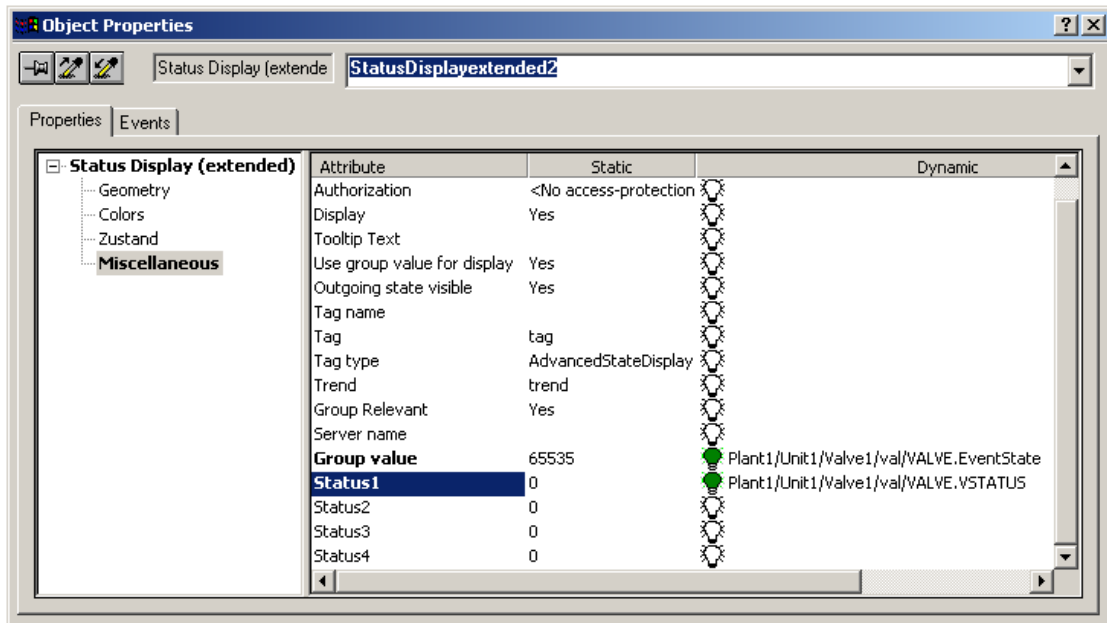 Object Properties
Status Display (extende StatusDisplayextended2
Properties Events
Status Display (extended)
Geometry
Colors
Zustand
Miscellaneous
Attribute Static Dynamic
Authorization <No access-protection
Display Yes
Tooltip Text
Use group value for display Yes
Outgoing state visible Yes
Tag name
Tag tag
Tag type AdvancedStateDisplay
Trend trend
Group Relevant Yes
Server name
Group value 65535 Plant1/Unit1/Valve1/val/VALVE.EventState
Status1 0 Plant1/Unit1/Valve1/val/VALVE.VSTATUS
Status2 0
Status3 0
Status4 0